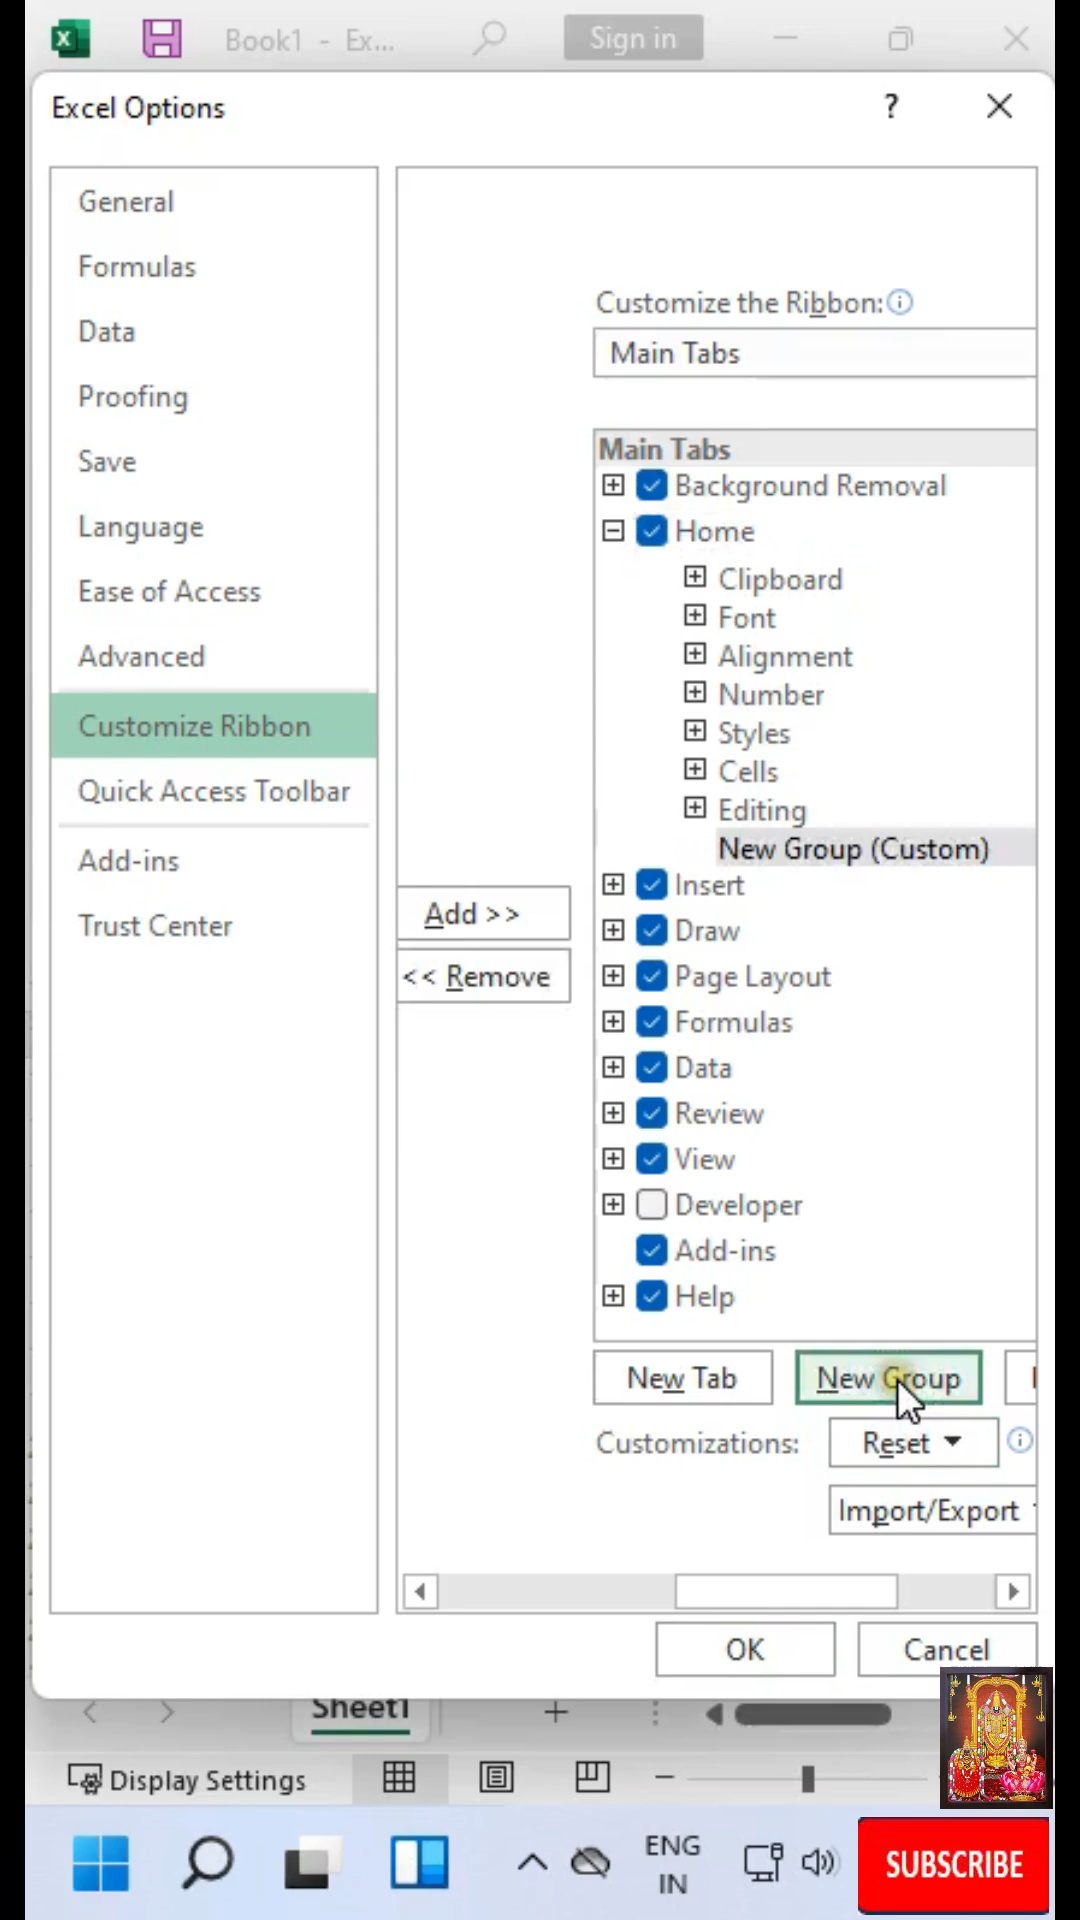 Book1 - Ex...
Sign in
Excel Options
?
General
Formulas
Data
Proofing
Save
Language
Ease of Access
Advanced
Customize Ribbon
Quick Access Toolbar
Add-ins
Trust Center
Add >>
<< Remove
Customize the Ribbon:
Main Tabs
Main Tabs
Background Removal
Home
Clipboard
Font
Alignment
Number
Styles
Cells
Editing
New Group (Custom)
Insert
Draw
Page Layout
Formulas
Data
Review
View
Developer
Add-ins
Help
New Tab
New Group
Customizations:
Reset
Import/Export
OK
Cancel
Sheet1
Display Settings
ENG
IN
SUBSCRIBE